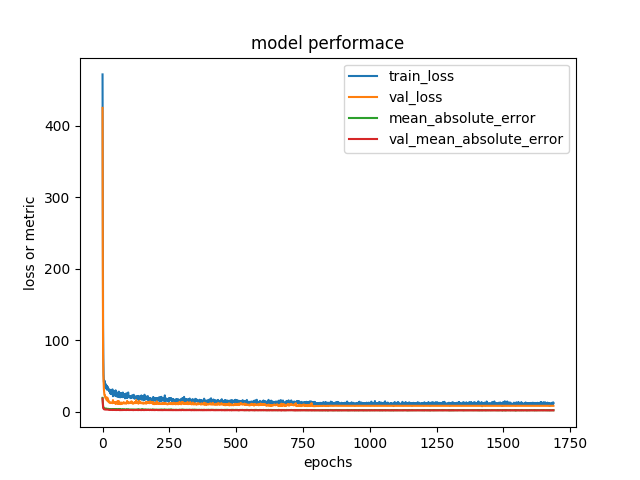 model performace
train_loss
val_loss
mean_absolute_error
val_mean_absolute_error
400
300
200
100
0
loss or metric
0 250 500 750 1000 1250 1500 1750
epochs